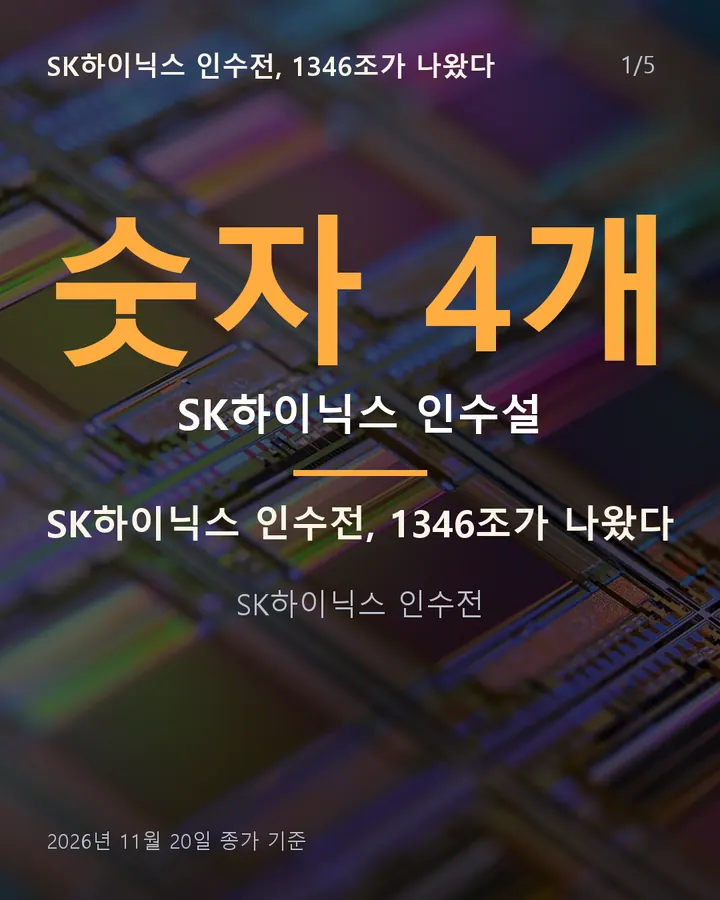 SK하이닉스 인수전, 1346조가 나왔다
1/5
숫자 4개
SK하이닉스 인수설
SK하이닉스 인수전, 1346조가 나왔다
SK하이닉스 인수전
2026년 11월 20일 종가 기준